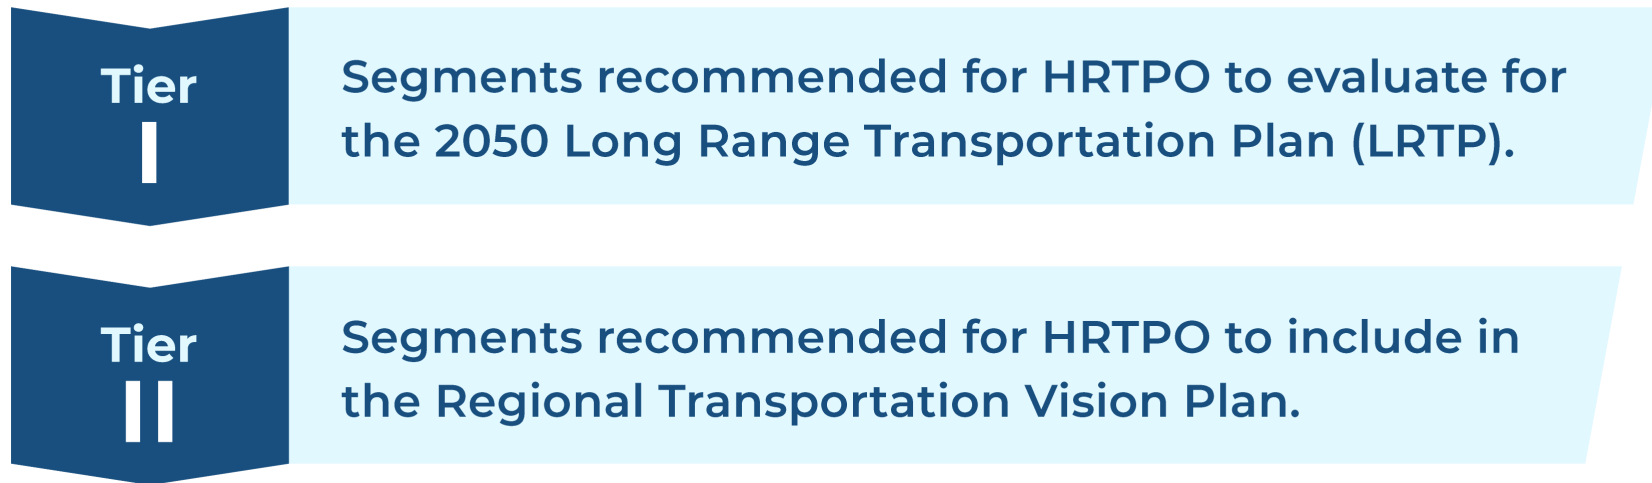 Tier
I
Segments recommended for HRTPO to evaluate for
the 2050 Long Range Transportation Plan (LRTP).
Tier
II
Segments recommended for HRTPO to include in
the Regional Transportation Vision Plan.